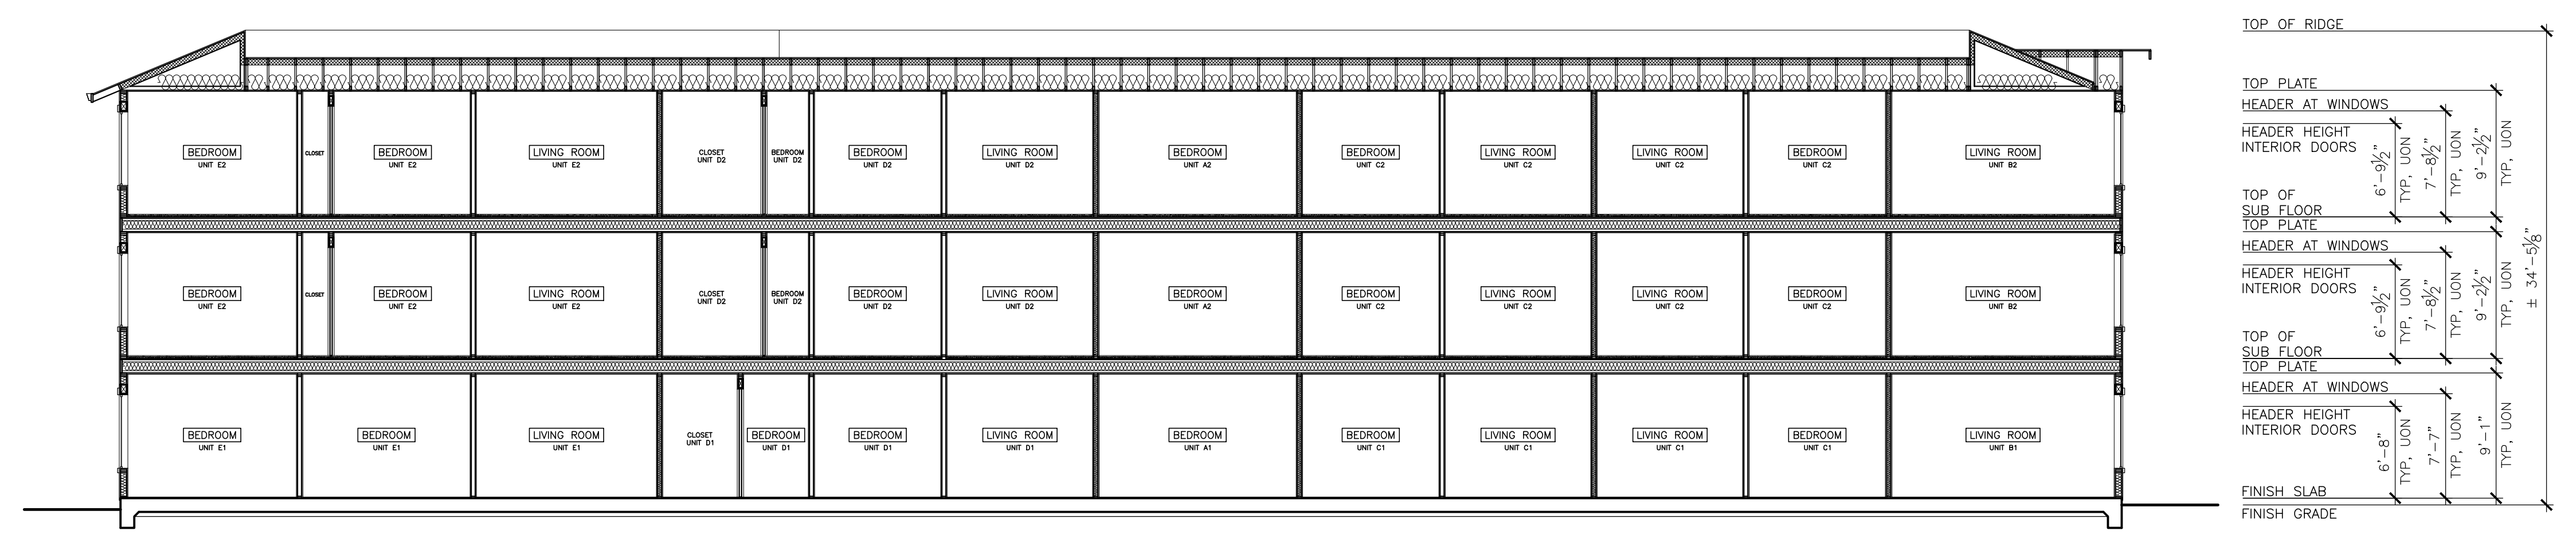 TOP OF RIDGE
TOP PLATE
HEADER AT WINDOWS
HEADER HEIGHT
INTERIOR DOORS
6'-9½"
TYP, UON
7'-8½"
TYP, UON
9'-2½"
TYP, UON
BEDROOM
UNIT E2
CLOSET
BEDROOM
UNIT E2
LIVING ROOM
UNIT E2
CLOSET
UNIT D2
BEDROOM
UNIT D2
BEDROOM
UNIT D2
LIVING ROOM
UNIT D2
BEDROOM
UNIT A2
BEDROOM
UNIT C2
LIVING ROOM
UNIT C2
LIVING ROOM
UNIT C2
BEDROOM
UNIT C2
LIVING ROOM
UNIT B2
TOP OF
SUB FLOOR
TOP PLATE
HEADER AT WINDOWS
HEADER HEIGHT
INTERIOR DOORS
6'-9½"
TYP, UON
7'-8½"
TYP, UON
9'-2½"
TYP, UON
± 34'-5⅛"
BEDROOM
UNIT E2
CLOSET
BEDROOM
UNIT E2
LIVING ROOM
UNIT E2
CLOSET
UNIT D2
BEDROOM
UNIT D2
BEDROOM
UNIT D2
LIVING ROOM
UNIT D2
BEDROOM
UNIT A2
BEDROOM
UNIT C2
LIVING ROOM
UNIT C2
LIVING ROOM
UNIT C2
BEDROOM
UNIT C2
LIVING ROOM
UNIT B2
TOP OF
SUB FLOOR
TOP PLATE
HEADER AT WINDOWS
HEADER HEIGHT
INTERIOR DOORS
6'-8"
TYP, UON
7'-7"
TYP, UON
9'-1"
TYP, UON
BEDROOM
UNIT E1
BEDROOM
UNIT E1
LIVING ROOM
UNIT E1
CLOSET
UNIT D1
BEDROOM
UNIT D1
BEDROOM
UNIT D1
LIVING ROOM
UNIT D1
BEDROOM
UNIT A1
BEDROOM
UNIT C1
LIVING ROOM
UNIT C1
LIVING ROOM
UNIT C1
BEDROOM
UNIT C1
LIVING ROOM
UNIT B1
FINISH SLAB
FINISH GRADE